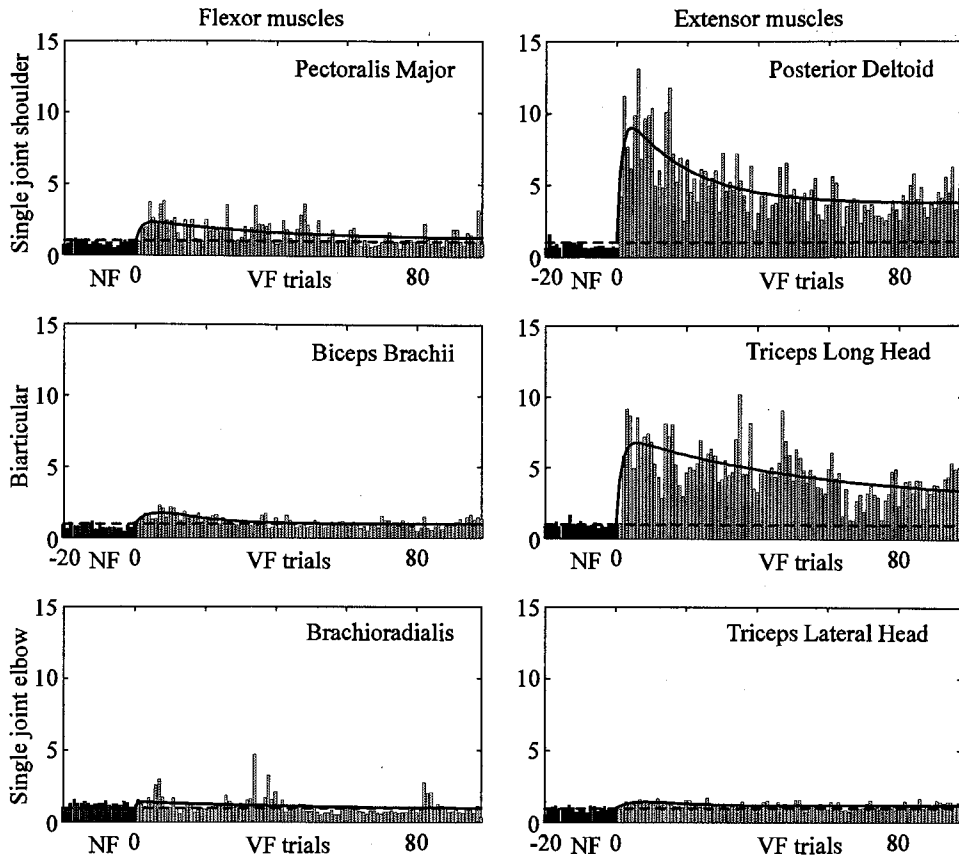 Flexor muscles
Extensor muscles
Single joint shoulder
15
10
5
0
Pectoralis Major
NF 0 VF trials 80
15
10
5
0
Posterior Deltoid
-20 NF 0 VF trials 80
Biarticular
15
10
5
0
Biceps Brachii
-20 NF 0 VF trials 80
15
10
5
0
Triceps Long Head
NF 0 VF trials 80
Single joint elbow
15
10
5
0
Brachioradialis
NF 0 VF trials 80
15
10
5
0
Triceps Lateral Head
-20 NF 0 VF trials 80